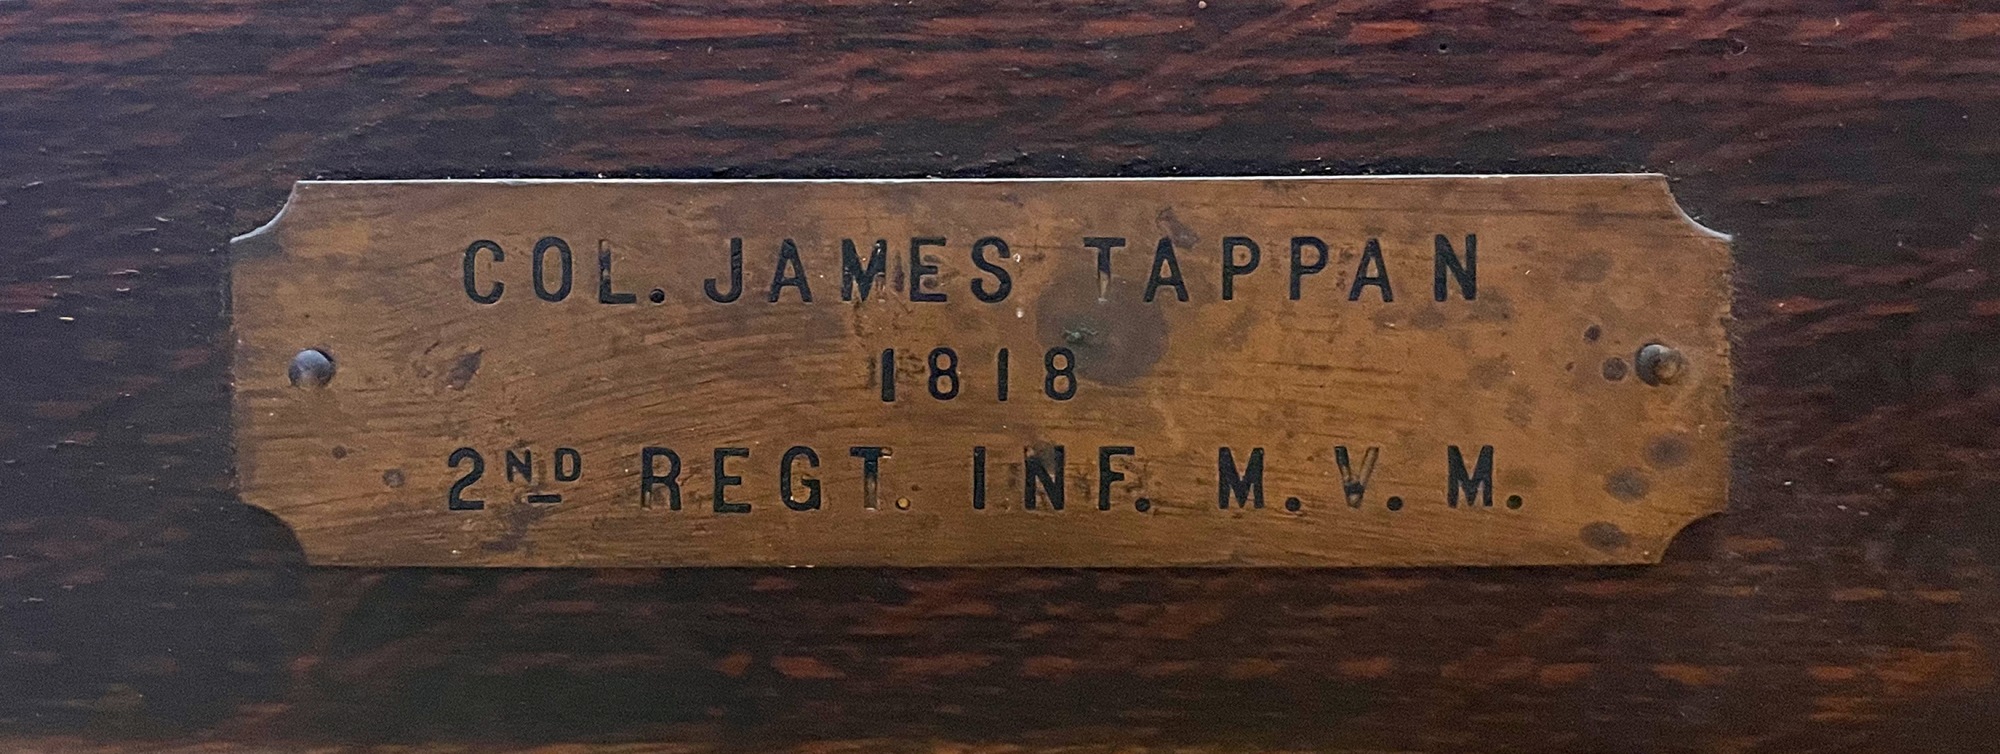 COL. JAMES TAPPAN
1818
2ND REGT. INF. M. V. M.